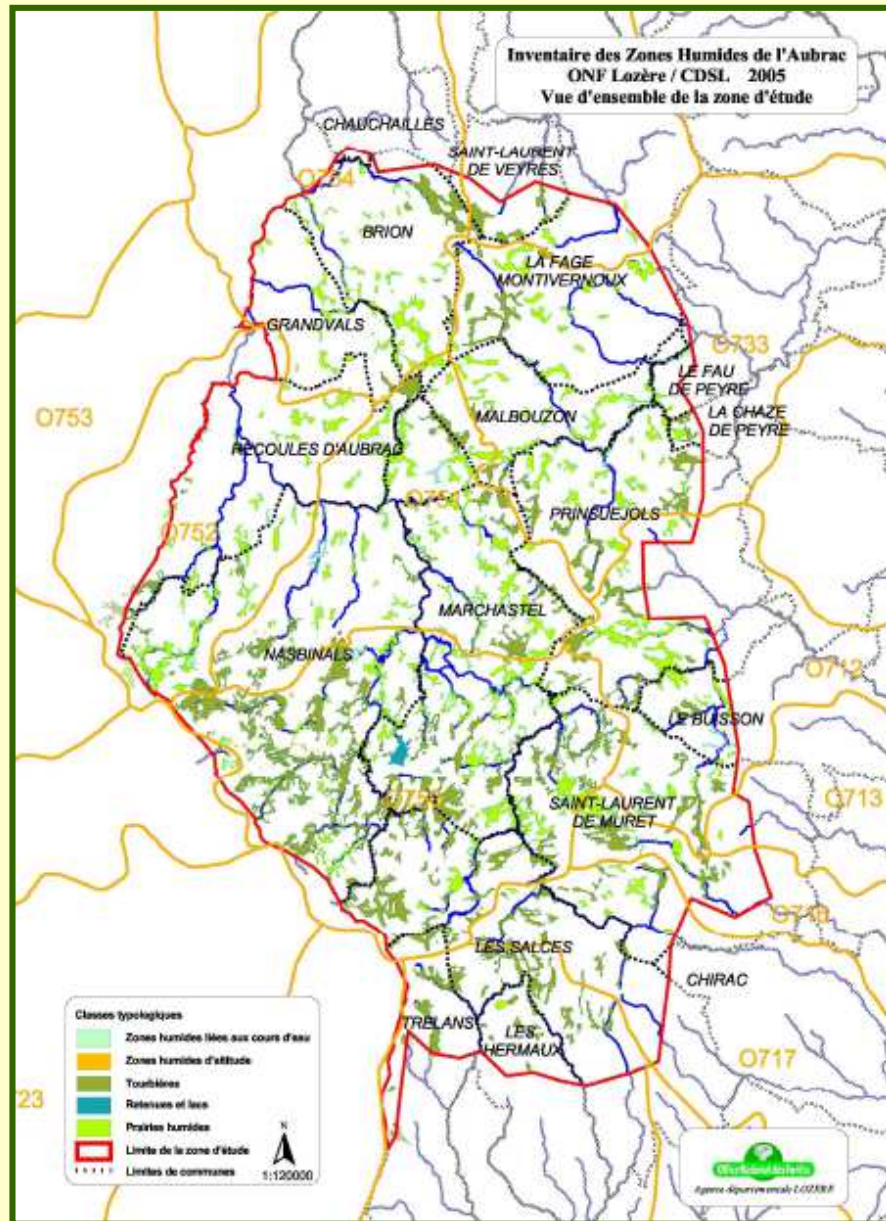 Inventaire des Zones Humides de l'Aubrac
ONF Lozère / CDSL 2005
Vue d'ensemble de la zone d'étude
CHAUCHAILLES
SAINT-LAURENT
DE VEYRES
BRION
LA FAGE
MONTIVERNOUX
GRANDVALS
O733
LE FAU
DE PEYRE
O753
MALBOUZON
LA CHAZE
DE PEYRE
RECOULES D'AUBRAC
PRINSUEJOLS
O752
MARCHASTEL
NASBINALS
O712
LE BUISSON
SAINT-LAURENT
DE MURET
O713
LES SALCES
CHIRAC
TRELANS
LES
HERMAUX
O717
Classes typologiques
Zones humides liées aux cours d'eau
Zones humides d'altitude
Tourbières
Retenues et lacs
Prairies humides
Limite de la zone d'étude
Limites de communes
N
1:120000
Office National des Forêts
Agence départementale LOZERE